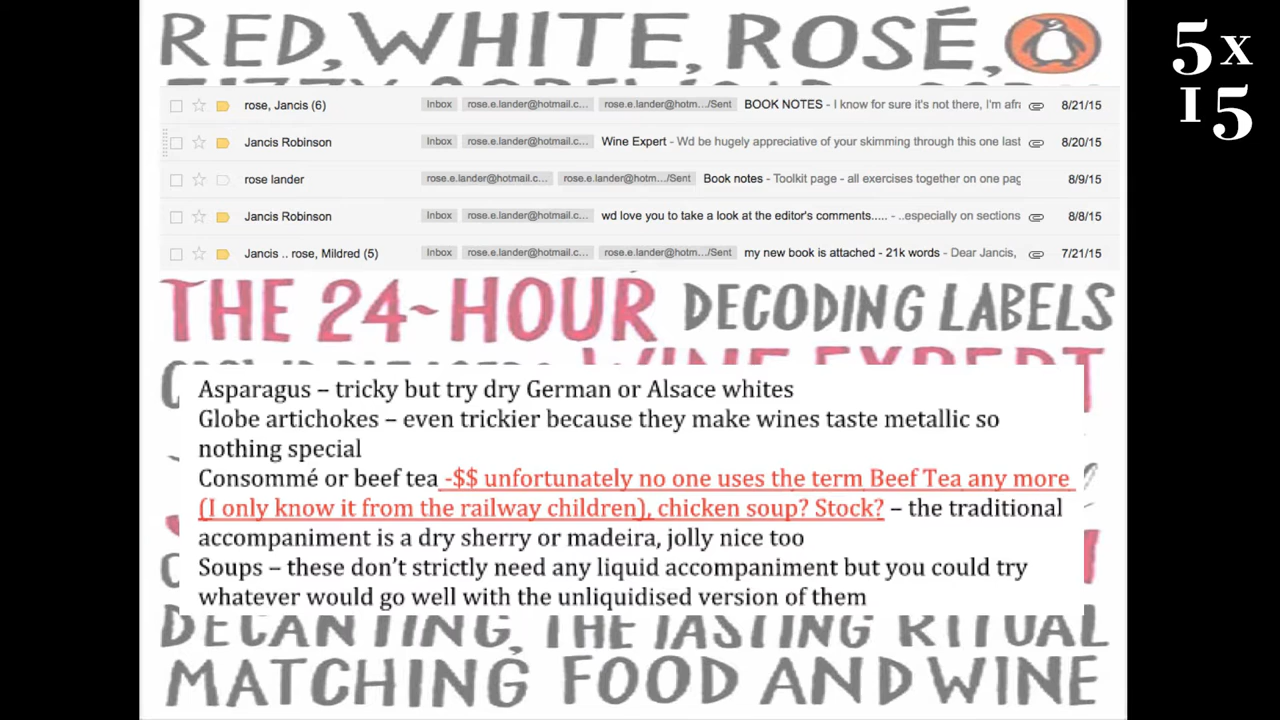 RED, WHITE, ROSÉ,
5 x
15
rose, Jancis (6) Inbox rose.e.lander@hotmail.c... rose.e.lander@hotm.../Sent BOOK NOTES - I know for sure it's not there, I'm afra 8/21/15
Jancis Robinson Inbox rose.e.lander@hotmail.c... Wine Expert - Wd be hugely appreciative of your skimming through this one last 8/20/15
rose lander rose.e.lander@hotmail.c... rose.e.lander@hotm.../Sent Book notes - Toolkit page - all exercises together on one pag 8/9/15
Jancis Robinson Inbox rose.e.lander@hotmail.c... wd love you to take a look at the editor's comments..... - ..especially on sections 8/8/15
Jancis .. rose, Mildred (5) Inbox rose.e.lander@hotmail.c... rose.e.lander@hotm.../Sent my new book is attached - 21k words - Dear Jancis, 7/21/15
THE 24-HOUR DECODING LABELS
WINE EXPERT
Asparagus – tricky but try dry German or Alsace whites
Globe artichokes – even trickier because they make wines taste metallic so
nothing special
Consommé or beef tea -$$ unfortunately no one uses the term Beef Tea any more
(I only know it from the railway children), chicken soup? Stock? – the traditional
accompaniment is a dry sherry or madeira, jolly nice too
Soups – these don't strictly need any liquid accompaniment but you could try
whatever would go well with the unliquidised version of them
DECANTING, THE TASTING RITUAL
MATCHING FOOD AND WINE